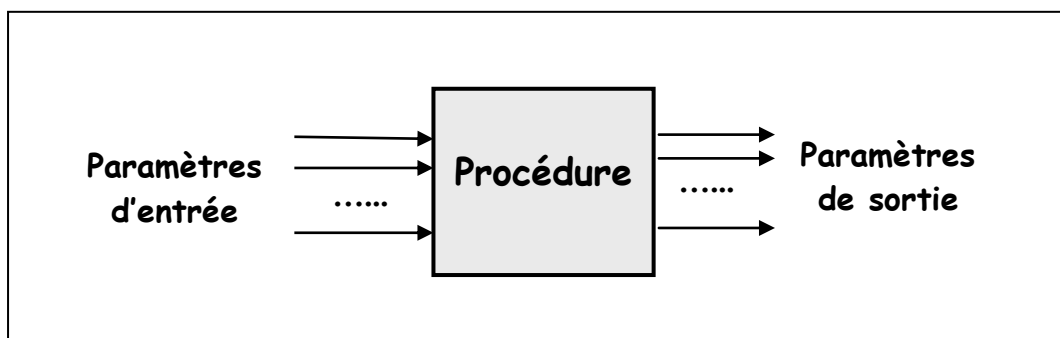 Paramètres
d’entrée
…...
Procédure
…...
Paramètres
de sortie